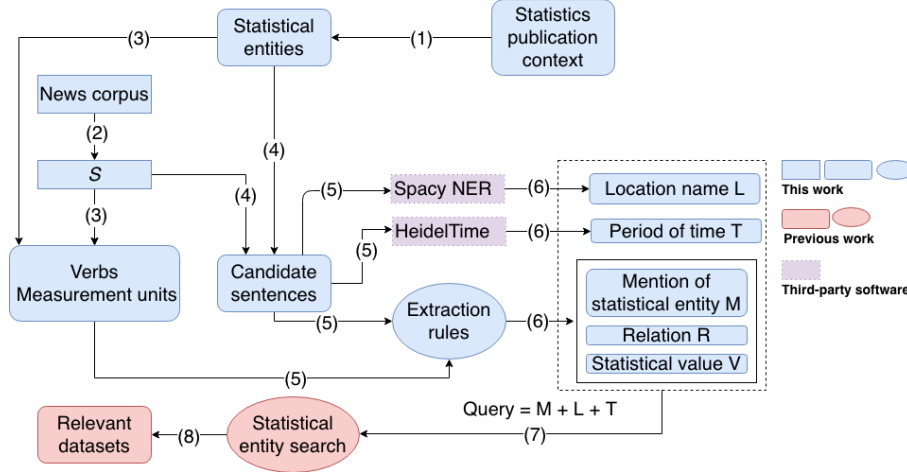 Statistical
entities
(3)
(1)
Statistics
publication
context
News corpus
(2)
S
(3)
(4)
(4)
(5)
Spacy NER
(6)
Location name L
HeidelTime
(6)
Period of time T
(5)
Verbs
Measurement units
Candidate
sentences
(5)
Extraction
rules
(6)
Mention of
statistical entity M
Relation R
Statistical value V
(5)
Query = M + L + T
(7)
Statistical
entity search
(8)
Relevant
datasets
This work
Previous work
Third-party software